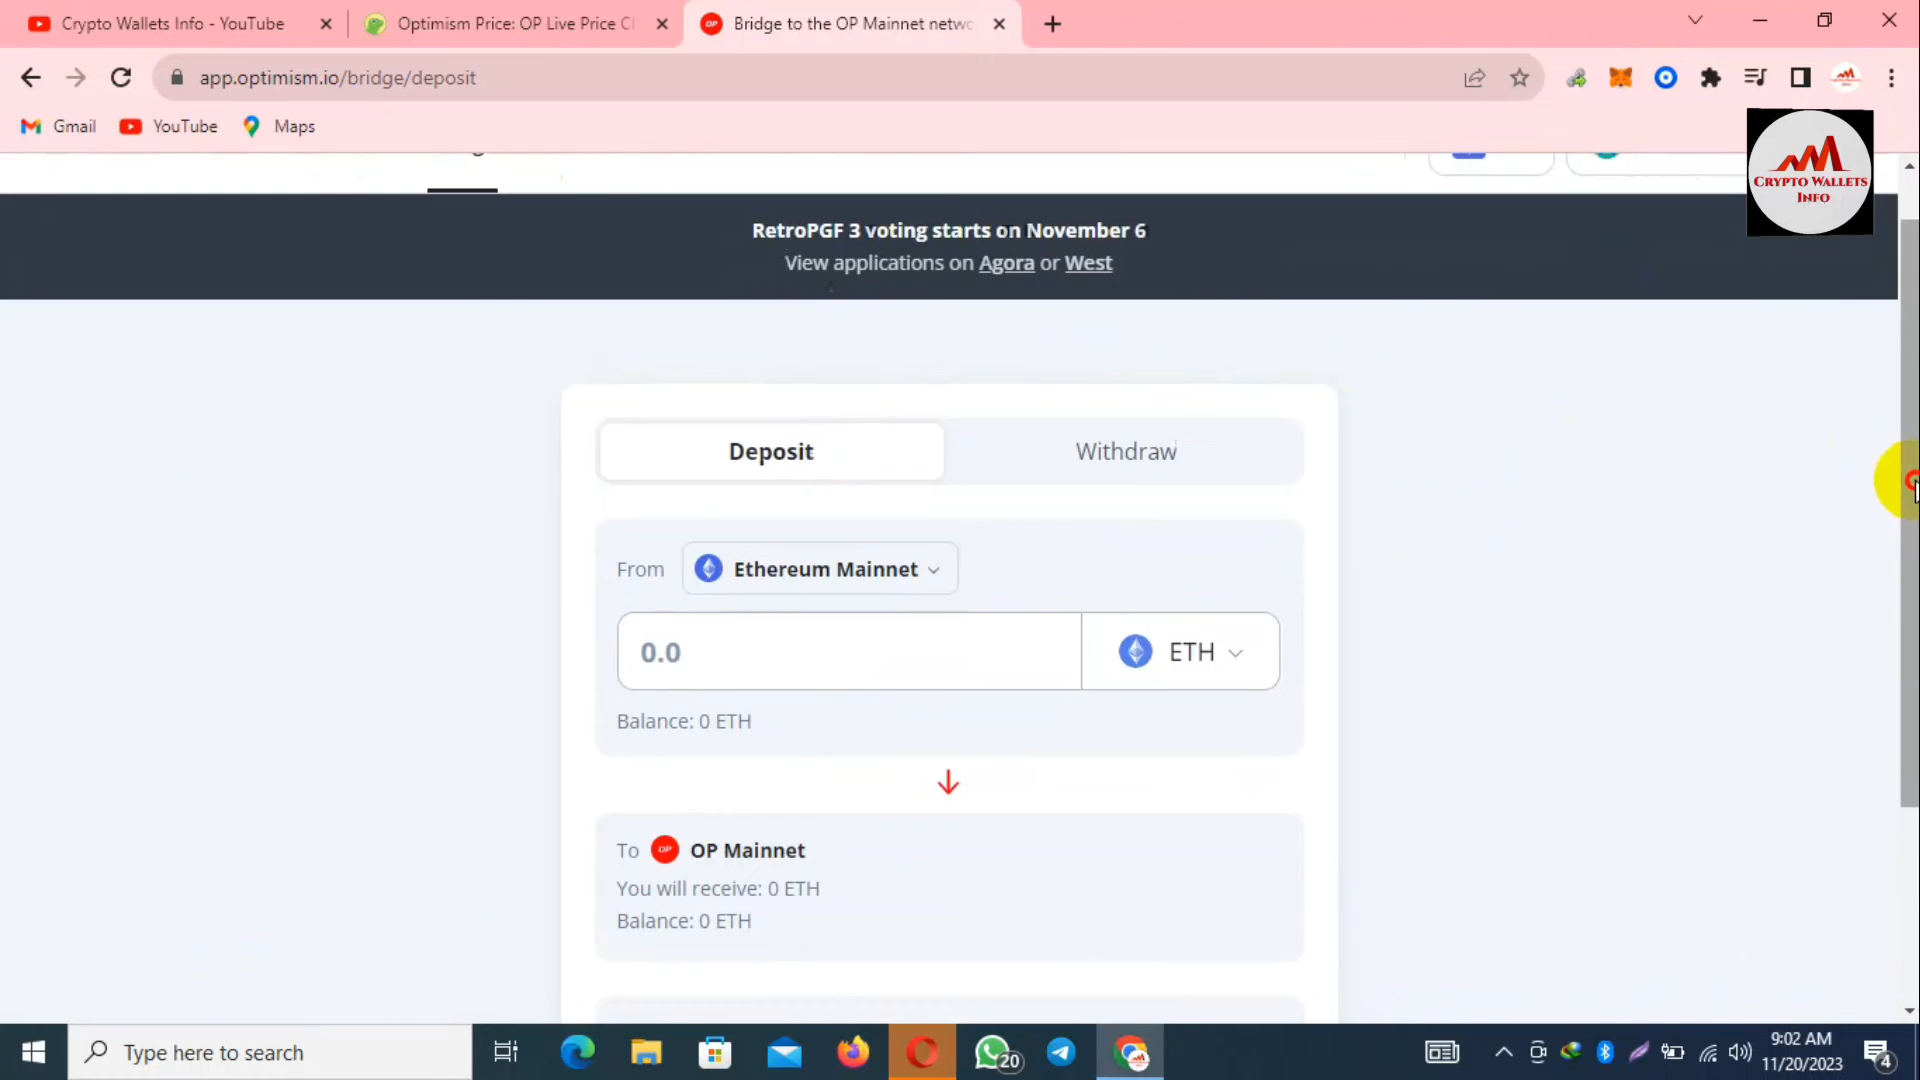 Crypto Wallets Info - YouTube
Optimism Price: OP Live Price C
Bridge to the OP Mainnet netwo
app.optimism.io/bridge/deposit
Gmail
YouTube
Maps
CRYPTO WALLETS
INFO
RetroPGF 3 voting starts on November 6
View applications on Agora or West
Deposit
Withdraw
From
Ethereum Mainnet
0.0
ETH
Balance: 0 ETH
To
OP
OP Mainnet
You will receive: 0 ETH
Balance: 0 ETH
Type here to search
20
9:02 AM
11/20/2023
4